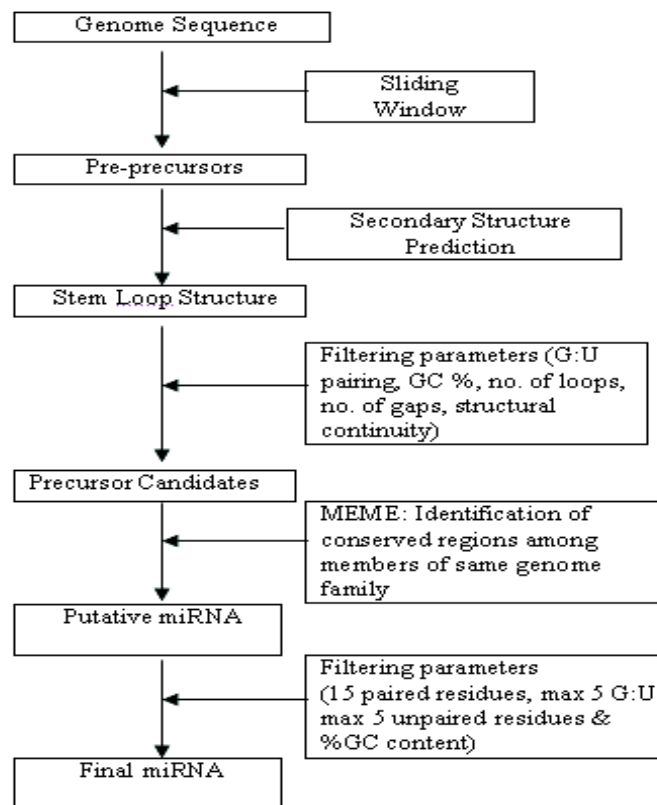 Genome Sequence
Sliding
Window
Pre-precursors
Secondary Structure
Prediction
Stem Loop Structure
Filtering parameters (G:U
pairing, GC %, no. of loops,
no. of gaps, structural
continuity)
Precursor Candidates
MEME: Identification of
conserved regions among
members of same genome
family
Putative miRNA
Filtering parameters
(15 paired residues, max 5 G:U
max 5 unpaired residues &
%GC content)
Final miRNA